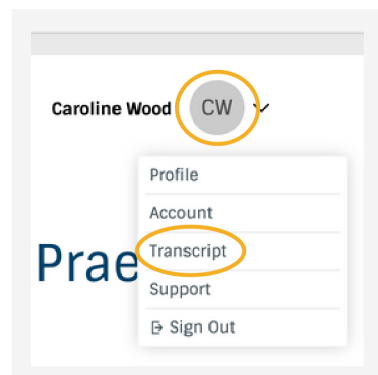 Caroline Wood CW
Profile
Account
Prae Transcript
Support
Sign Out